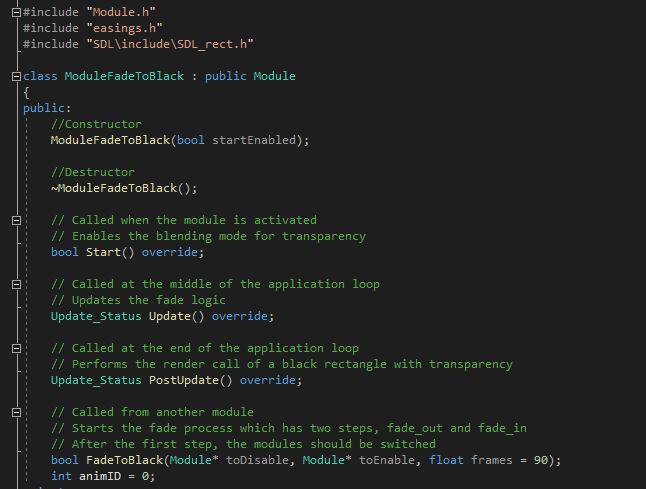 #include "Module.h"
#include "easings.h"
#include "SDL\include\SDL_rect.h"
class ModuleFadeToBlack : public Module
{
public:
//Constructor
ModuleFadeToBlack(bool startEnabled);
//Destructor
~ModuleFadeToBlack();
// Called when the module is activated
// Enables the blending mode for transparency
bool Start() override;
// Called at the middle of the application loop
// Updates the fade logic
Update_Status Update() override;
// Called at the end of the application loop
// Performs the render call of a black rectangle with transparency
Update_Status PostUpdate() override;
// Called from another module
// Starts the fade process which has two steps, fade_out and fade_in
// After the first step, the modules should be switched
bool FadeToBlack(Module* toDisable, Module* toEnable, float frames = 90);
int animID = 0;